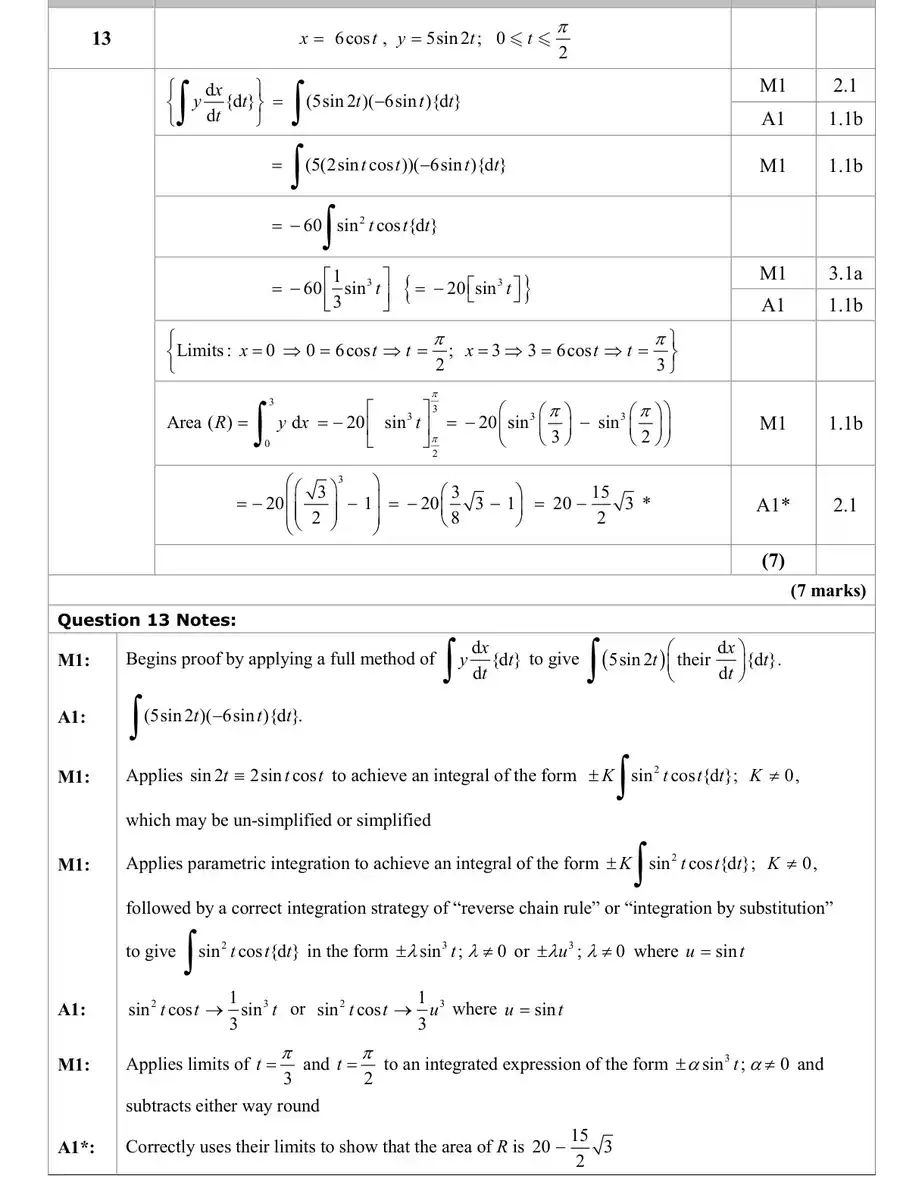 13 x = 6cos t , y = 5sin 2t; 0 ⩽ t ⩽ π/2
{∫ y dx/dt {dt}} = ∫ (5sin 2t)(−6sin t){dt} M1 2.1
A1 1.1b
= ∫ (5(2sin t cos t))(−6sin t){dt} M1 1.1b
= − 60 ∫ sin² t cos t{dt}
= − 60[1/3 sin³ t] {= − 20[sin³ t]} M1 3.1a
A1 1.1b
{Limits : x = 0 ⇒ 0 = 6cos t ⇒ t = π/2; x = 3 ⇒ 3 = 6cos t ⇒ t = π/3}
Area (R) = ∫₀³ y dx = − 20[ sin³ t ]_{π/2}^{π/3} = − 20(sin³(π/3) − sin³(π/2)) M1 1.1b
= − 20((√3/2)³ − 1) = − 20(3/8 √3 − 1) = 20 − 15/2 √3 * A1* 2.1
(7)
(7 marks)
Question 13 Notes:
M1: Begins proof by applying a full method of ∫ y dx/dt {dt} to give ∫ (5sin 2t)(their dx/dt){dt}.
A1: ∫ (5sin 2t)(−6sin t){dt}.
M1: Applies sin 2t ≡ 2sin t cos t to achieve an integral of the form ± K ∫ sin² t cos t{dt}; K ≠ 0,
which may be un-simplified or simplified
M1: Applies parametric integration to achieve an integral of the form ± K ∫ sin² t cos t{dt}; K ≠ 0,
followed by a correct integration strategy of “reverse chain rule” or “integration by substitution”
to give ∫ sin² t cos t{dt} in the form ±λ sin³ t; λ ≠ 0 or ±λu³; λ ≠ 0 where u = sin t
A1: sin² t cos t → 1/3 sin³ t or sin² t cos t → 1/3 u³ where u = sin t
M1: Applies limits of t = π/3 and t = π/2 to an integrated expression of the form ±α sin³ t; α ≠ 0 and
subtracts either way round
A1*: Correctly uses their limits to show that the area of R is 20 − 15/2 √3